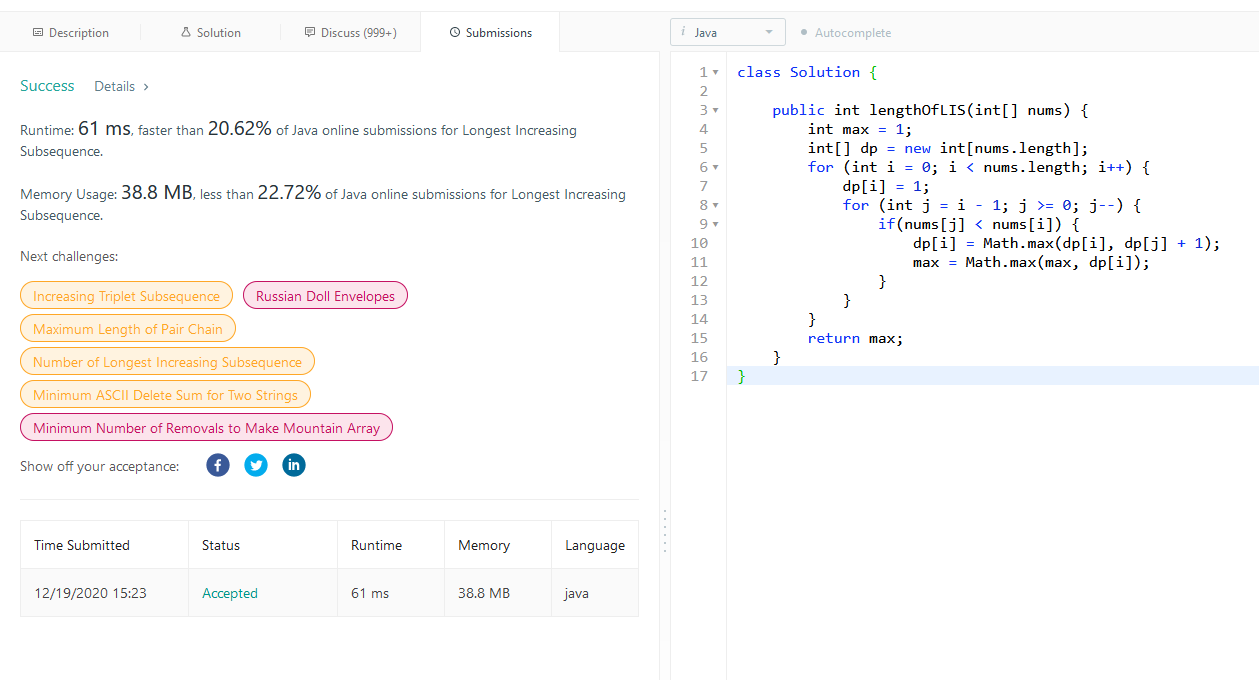 Description
Solution
Discuss (999+)
Submissions
i Java
Autocomplete
Success Details
Runtime: 61 ms, faster than 20.62% of Java online submissions for Longest Increasing
Subsequence.
Memory Usage: 38.8 MB, less than 22.72% of Java online submissions for Longest Increasing
Subsequence.
Next challenges:
Increasing Triplet Subsequence
Russian Doll Envelopes
Maximum Length of Pair Chain
Number of Longest Increasing Subsequence
Minimum ASCII Delete Sum for Two Strings
Minimum Number of Removals to Make Mountain Array
Show off your acceptance:
Time Submitted Status Runtime Memory Language
12/19/2020 15:23 Accepted 61 ms 38.8 MB java
1 class Solution {
2
3     public int lengthOfLIS(int[] nums) {
4         int max = 1;
5         int[] dp = new int[nums.length];
6         for (int i = 0; i < nums.length; i++) {
7             dp[i] = 1;
8             for (int j = i - 1; j >= 0; j--) {
9                 if(nums[j] < nums[i]) {
10                     dp[i] = Math.max(dp[i], dp[j] + 1);
11                     max = Math.max(max, dp[i]);
12                 }
13             }
14         }
15         return max;
16     }
17 }